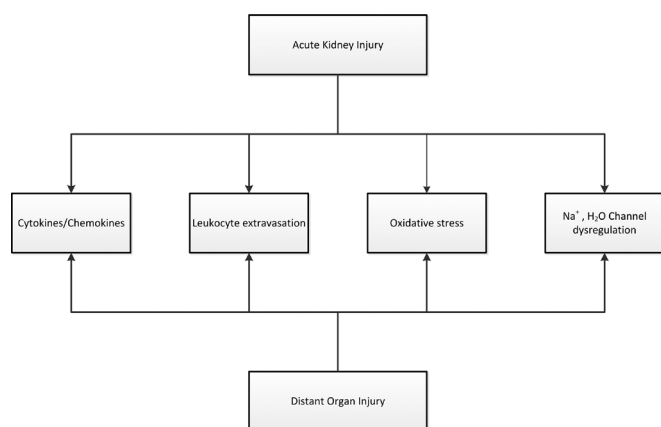 Acute Kidney Injury
Cytokines/Chemokines
Leukocyte extravasation
Oxidative stress
Na⁺ , H₂O Channel
dysregulation
Distant Organ Injury